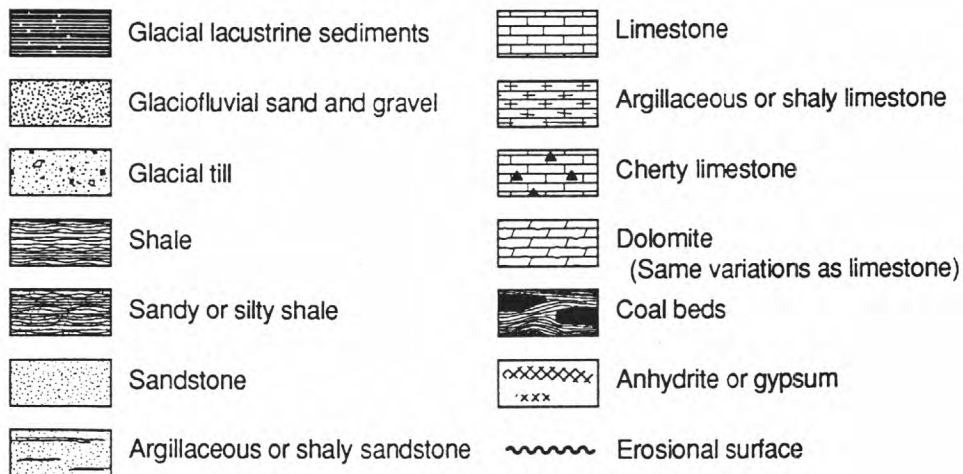 Glacial lacustrine sediments
Glaciofluvial sand and gravel
Glacial till
Shale
Sandy or silty shale
Sandstone
Argillaceous or shaly sandstone
Limestone
Argillaceous or shaly limestone
Cherty limestone
Dolomite
(Same variations as limestone)
Coal beds
Anhydrite or gypsum
Erosional surface